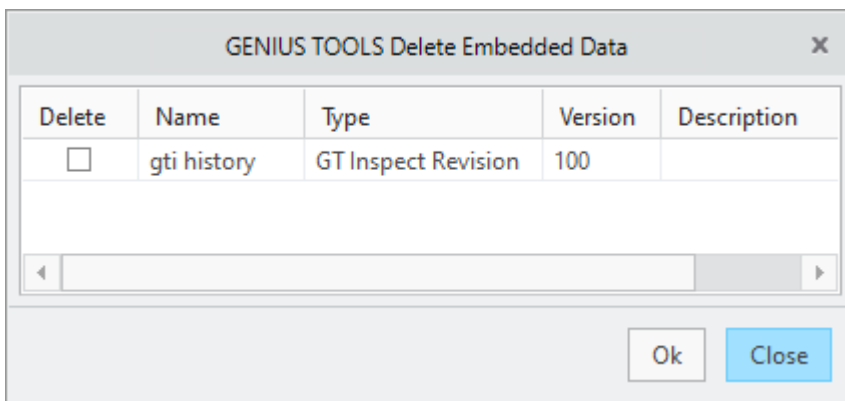 GENIUS TOOLS Delete Embedded Data
Delete Name Type Version Description
gti history GT Inspect Revision 100
Ok Close